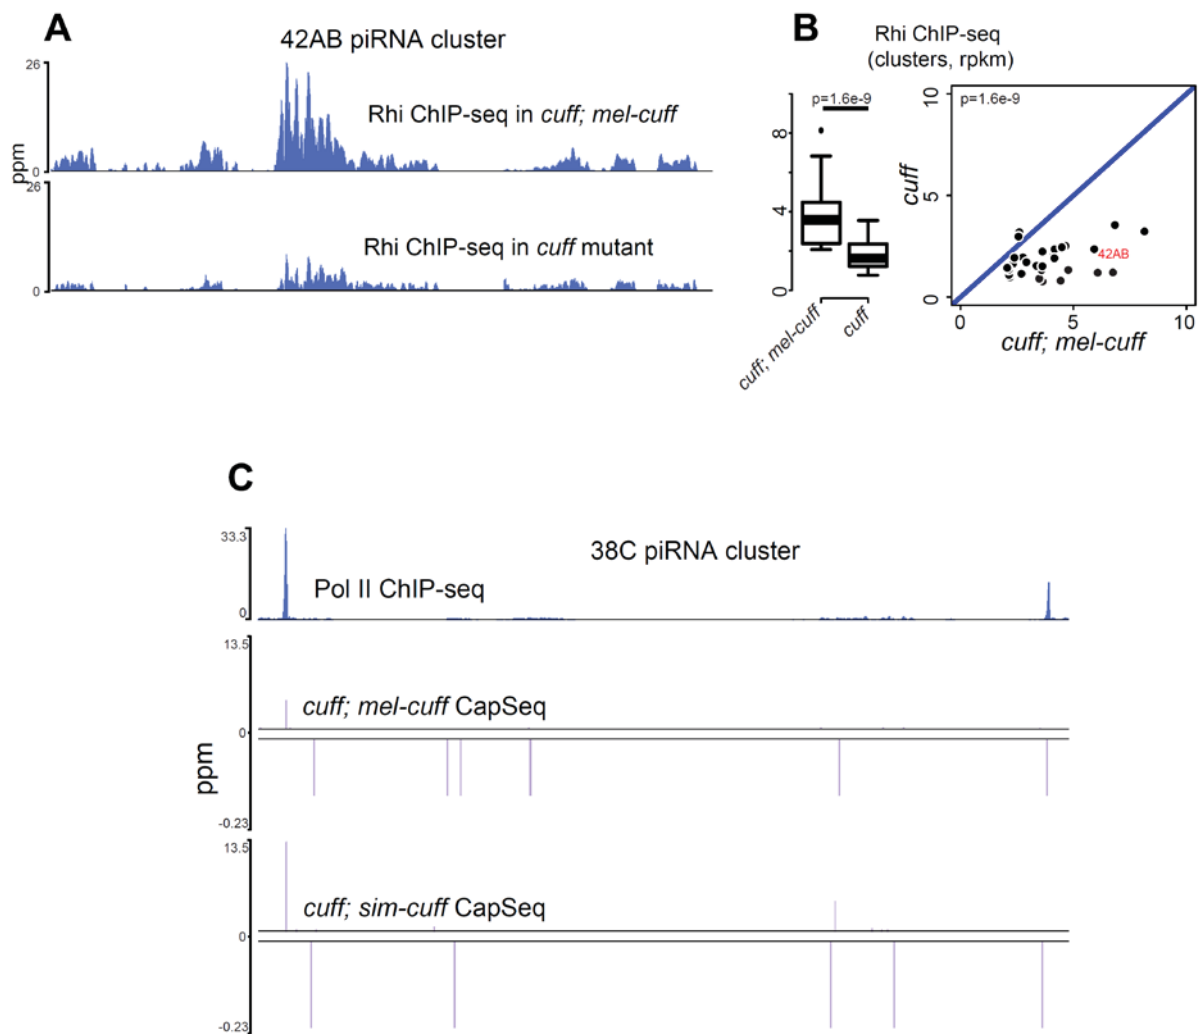 A
42AB piRNA cluster
26
Rhi ChIP-seq in cuff; mel-cuff
ppm
0
26
Rhi ChIP-seq in cuff mutant
0
B
Rhi ChIP-seq
(clusters, rpkm)
p=1.6e-9
8
4
0
cuff; mel-cuff
cuff
p=1.6e-9
10
5
0
cuff
42AB
0
5
10
cuff; mel-cuff
C
33.3
38C piRNA cluster
Pol II ChIP-seq
0
13.5
cuff; mel-cuff CapSeq
0
ppm
-0.23
13.5
cuff; sim-cuff CapSeq
0
-0.23